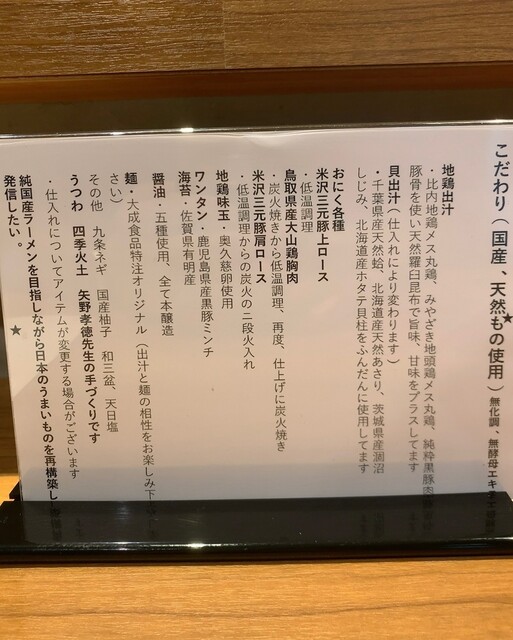 こだわり（国産、天然もの使用）無化調、無酵母エキス
地鶏出汁
・比内地鶏メス丸鶏、みやざき地頭鶏メス丸鶏、純粋黒豚肉
豚骨を使い天然羅臼昆布で旨味、甘味をプラスしてます
貝出汁（仕入れにより変わります）
・千葉県産天然蛤、北海道産天然あさり、茨城県産涸沼
しじみ、北海道産ホタテ貝柱をふんだんに使用してます
おにく各種
米沢三元豚上ロース
・低温調理
鳥取県産大山鶏胸肉
・炭火焼きから低温調理、再度、仕上げに炭火焼き
米沢三元豚肩ロース
・低温調理からの炭火の二段火入れ
地鶏味玉・奥久慈卵使用
ワンタン・鹿児島県産黒豚ミンチ
海苔・佐賀県有明産
醤油・五種使用、全て本醸造
麺・大成食品特注オリジナル（出汁と麺の相性をお楽しみ下
さい）
その他　九条ネギ　国産柚子　和三盆、天日塩
うつわ　四季火土　矢野孝徳先生の手づくりです
・仕入れについてアイテムが変更する場合がございます
純国産ラーメンを目指しながら日本のうまいものを再構築し
発信したい。